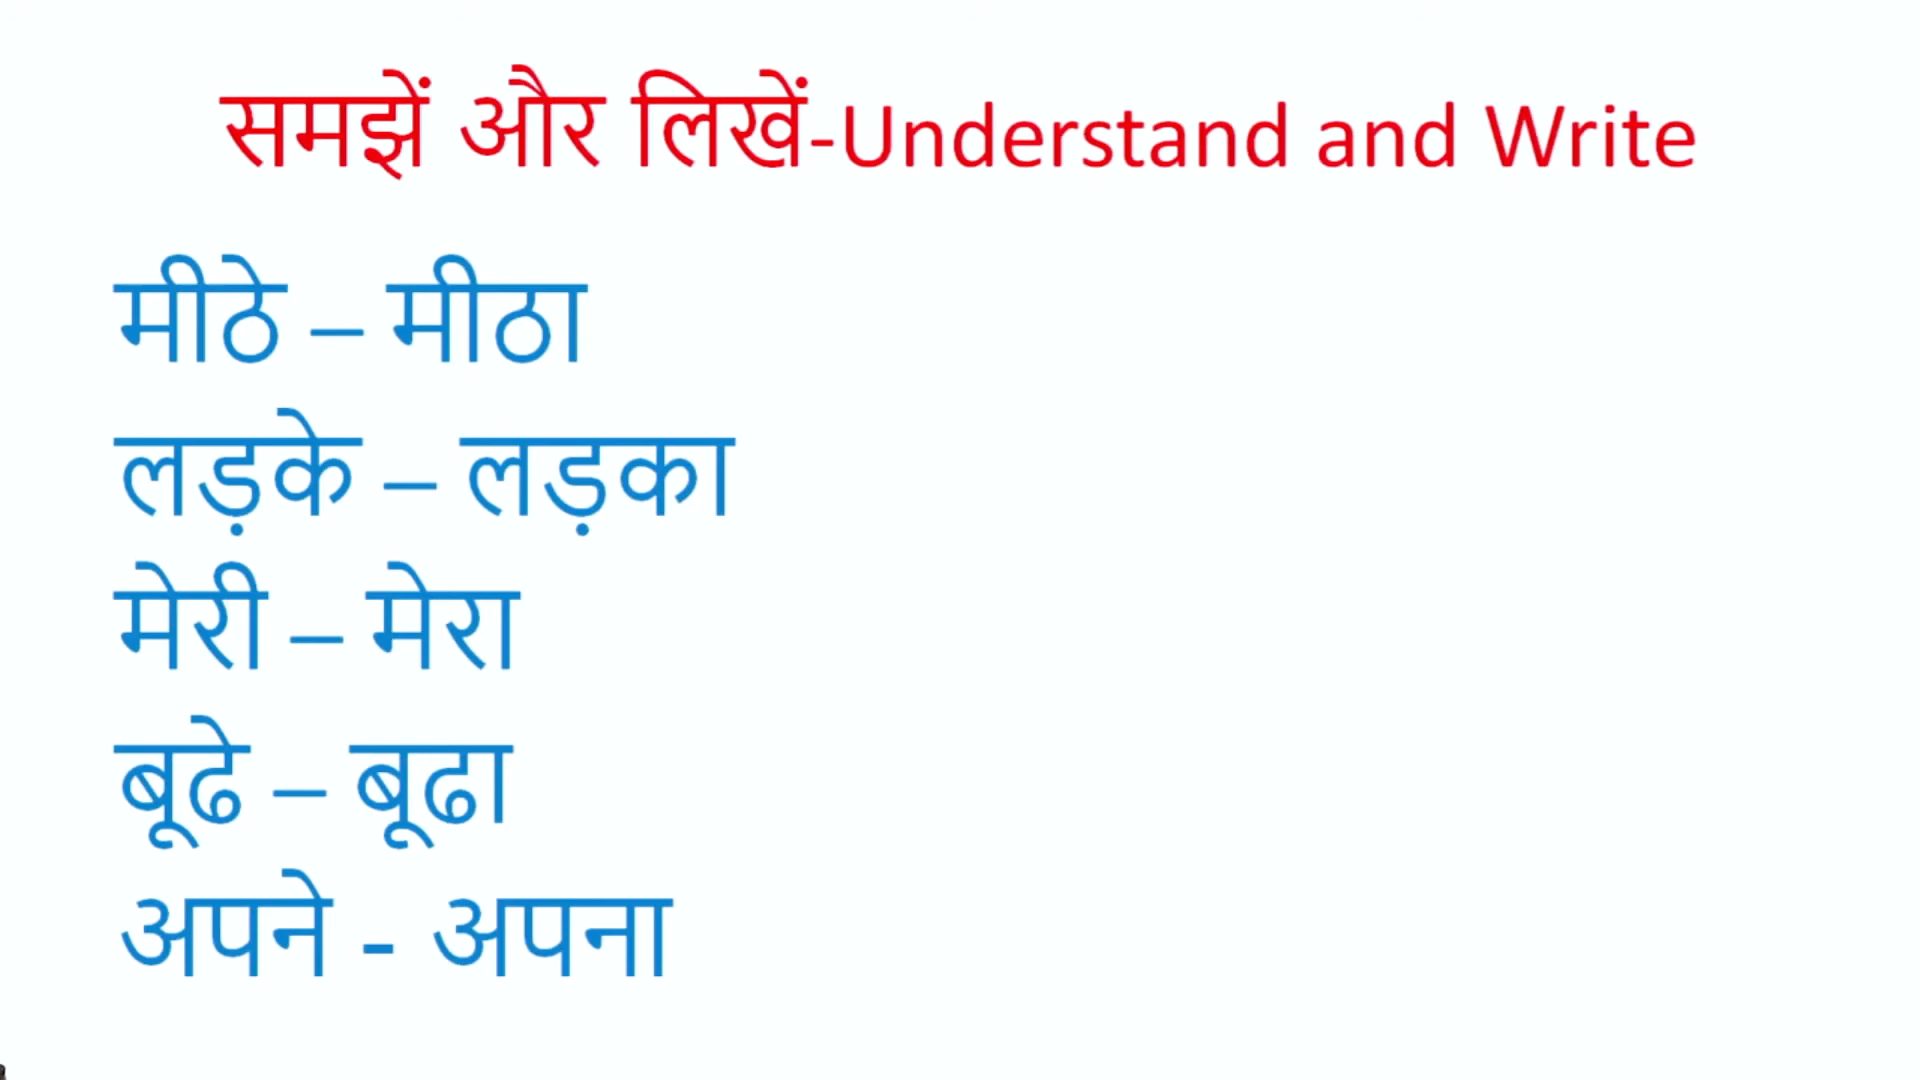 समझें और लिखें-Understand and Write
मीठे – मीठा
लड़के – लड़का
मेरी – मेरा
बूढे – बूढा
अपने - अपना